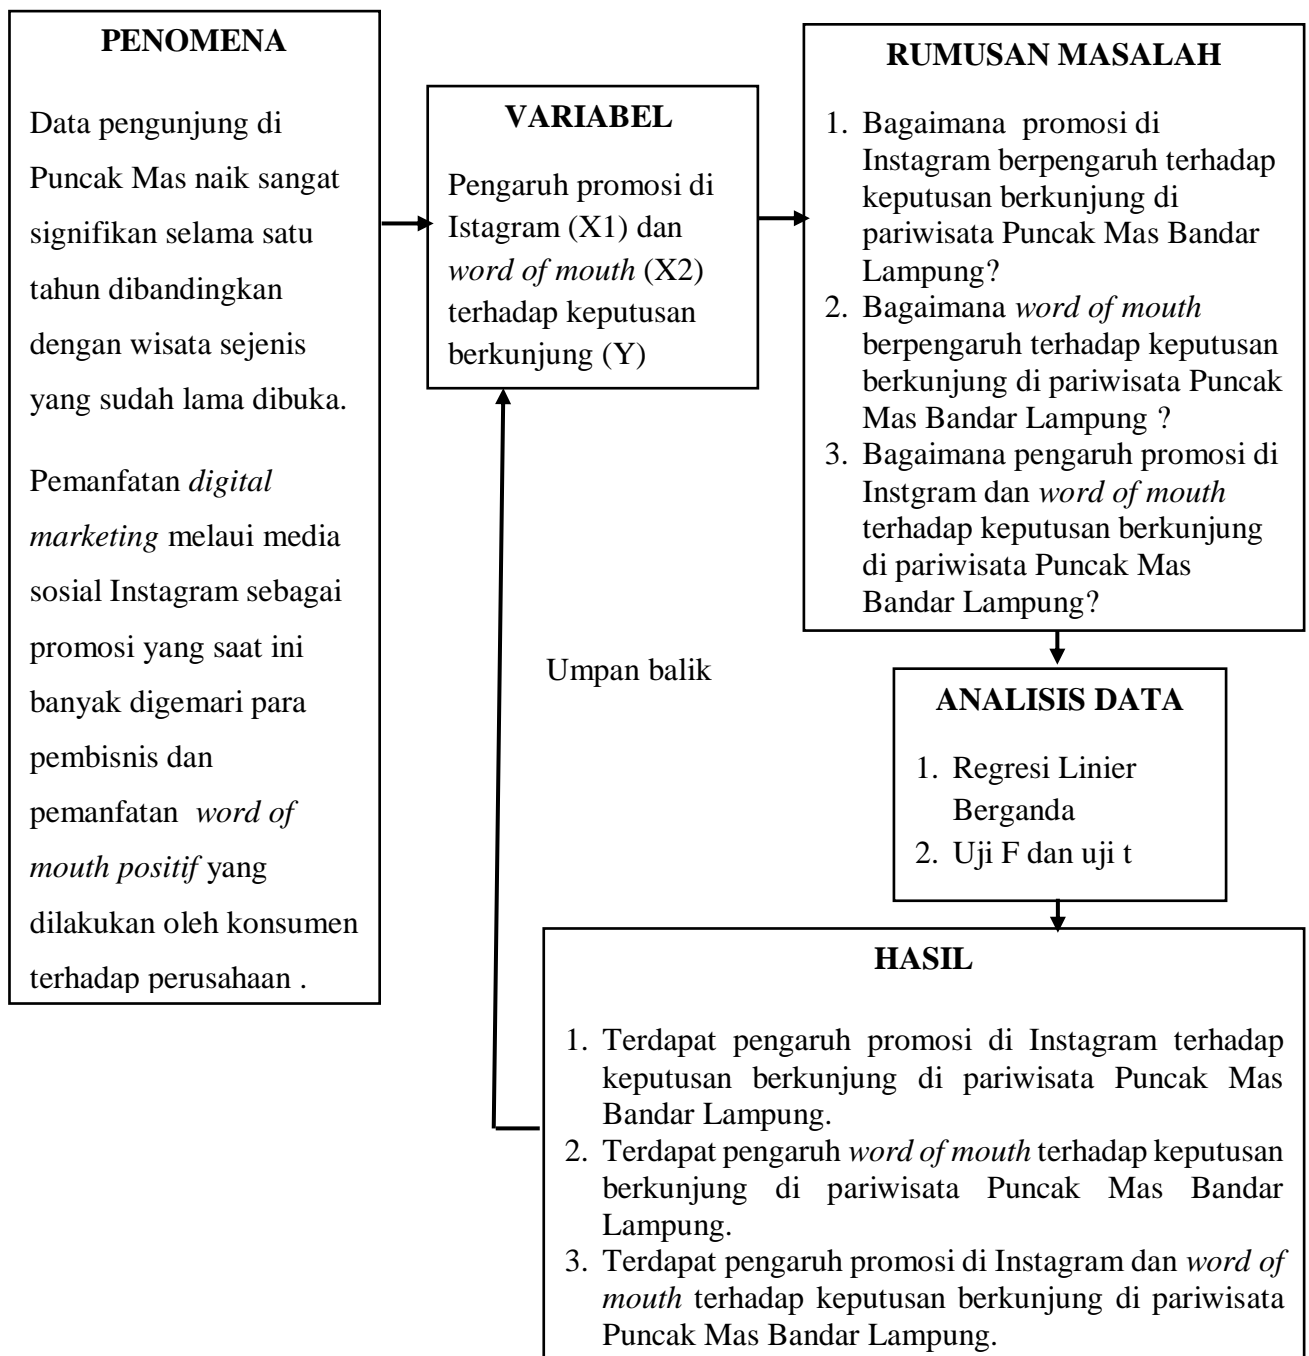 PENOMENA
Data pengunjung di
Puncak Mas naik sangat
signifikan selama satu
tahun dibandingkan
dengan wisata sejenis
yang sudah lama dibuka.
Pemanfatan digital
marketing melaui media
sosial Instagram sebagai
promosi yang saat ini
banyak digemari para
pembisnis dan
pemanfatan word of
mouth positif yang
dilakukan oleh konsumen
terhadap perusahaan .
VARIABEL
Pengaruh promosi di
Istagram (X1) dan
word of mouth (X2)
terhadap keputusan
berkunjung (Y)
RUMUSAN MASALAH
1. Bagaimana promosi di
Instagram berpengaruh terhadap
keputusan berkunjung di
pariwisata Puncak Mas Bandar
Lampung?
2. Bagaimana word of mouth
berpengaruh terhadap keputusan
berkunjung di pariwisata Puncak
Mas Bandar Lampung ?
3. Bagaimana pengaruh promosi di
Instgram dan word of mouth
terhadap keputusan berkunjung
di pariwisata Puncak Mas
Bandar Lampung?
Umpan balik
ANALISIS DATA
1. Regresi Linier
Berganda
2. Uji F dan uji t
HASIL
1. Terdapat pengaruh promosi di Instagram terhadap
keputusan berkunjung di pariwisata Puncak Mas
Bandar Lampung.
2. Terdapat pengaruh word of mouth terhadap keputusan
berkunjung di pariwisata Puncak Mas Bandar
Lampung.
3. Terdapat pengaruh promosi di Instagram dan word of
mouth terhadap keputusan berkunjung di pariwisata
Puncak Mas Bandar Lampung.